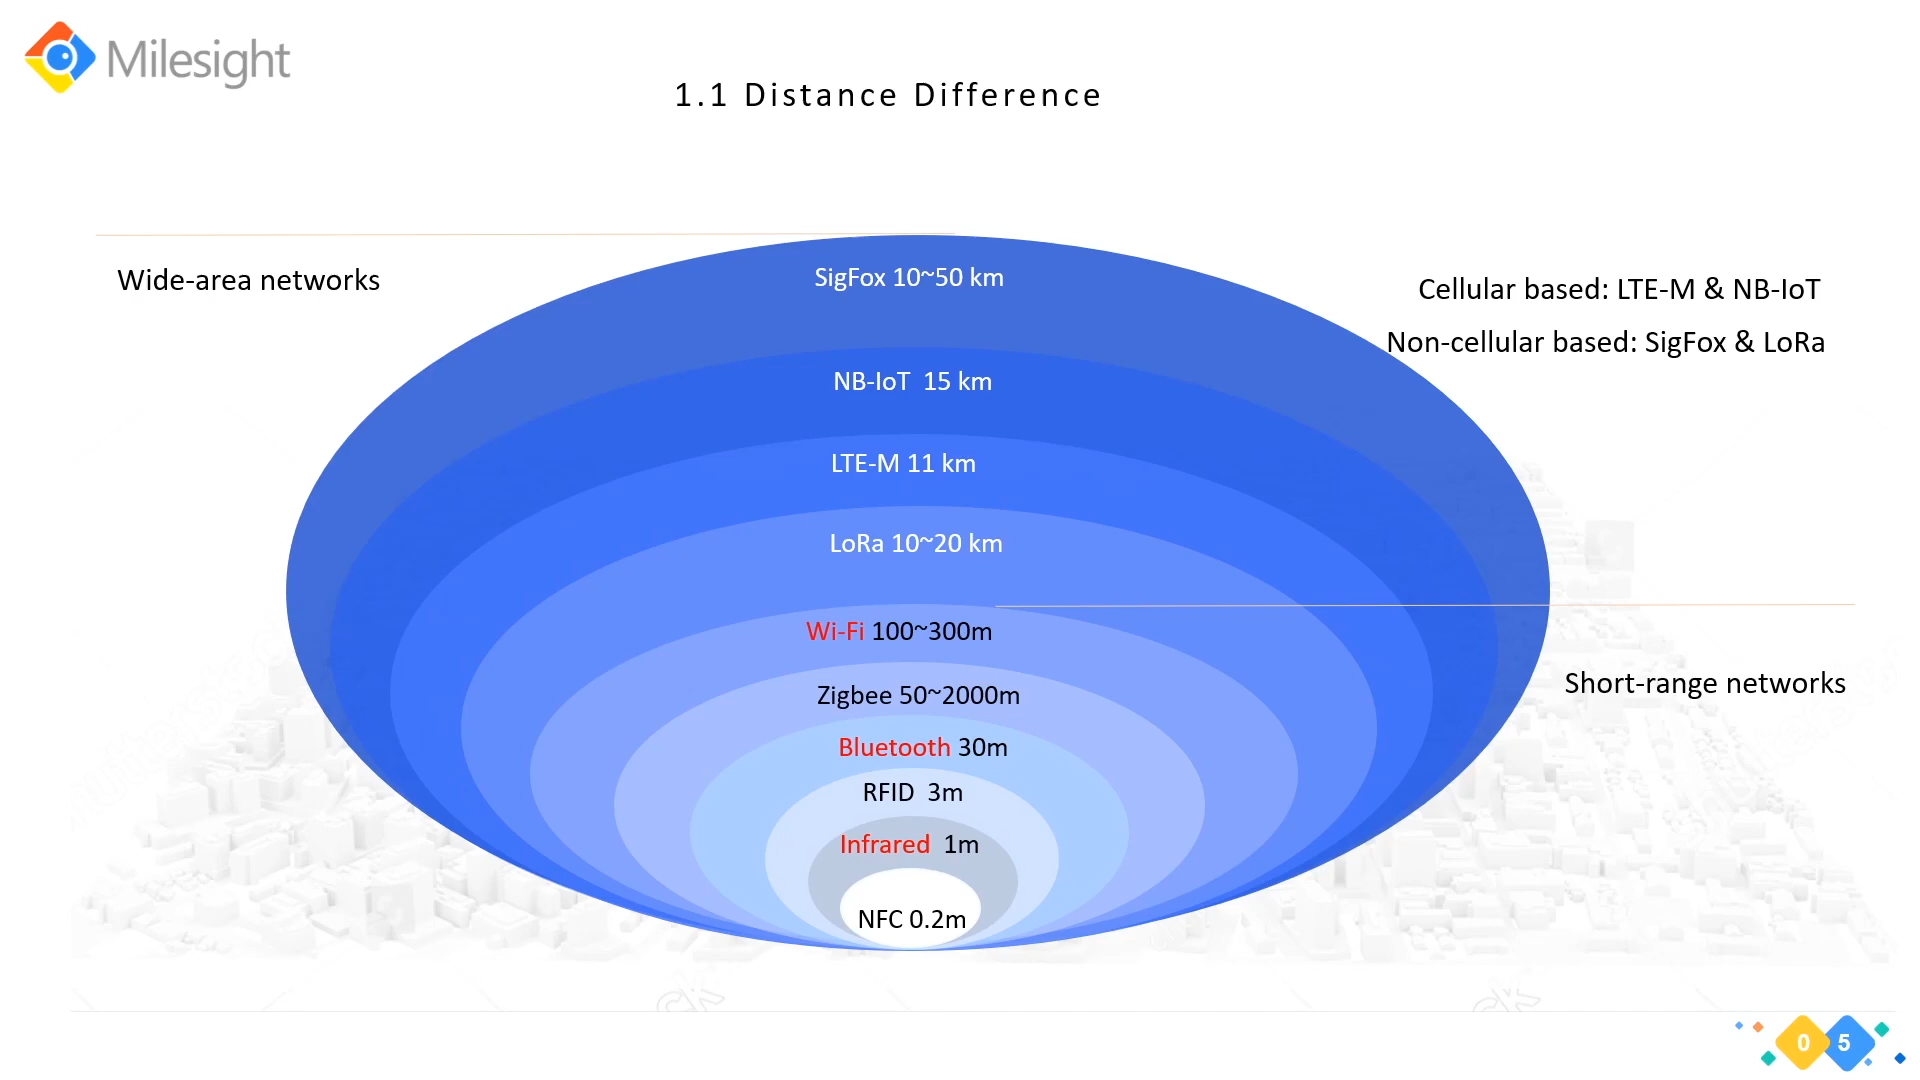 Milesight
1.1 Distance Difference
Wide-area networks
SigFox 10~50 km
Cellular based: LTE-M & NB-IoT
Non-cellular based: SigFox & LoRa
NB-IoT  15 km
LTE-M 11 km
LoRa 10~20 km
Wi-Fi 100~300m
Short-range networks
Zigbee 50~2000m
Bluetooth 30m
RFID  3m
Infrared  1m
NFC 0.2m
0 5